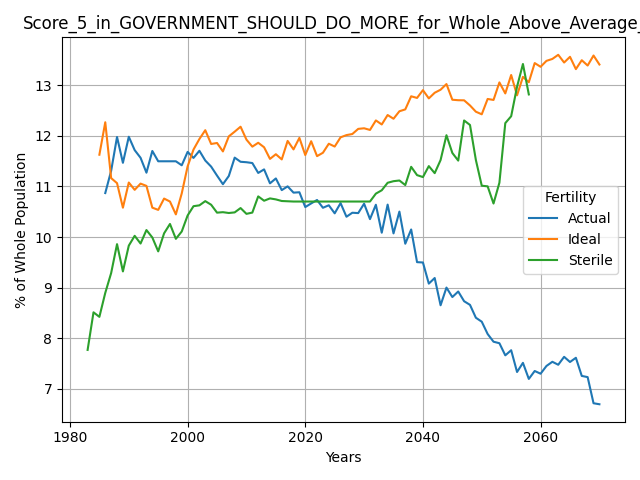 Score_5_in_GOVERNMENT_SHOULD_DO_MORE_for_Whole_Above_Average_
% of Whole Population
13
12
11
10
9
8
7
Fertility
Actual
Ideal
Sterile
1980
2000
2020
2040
2060
Years